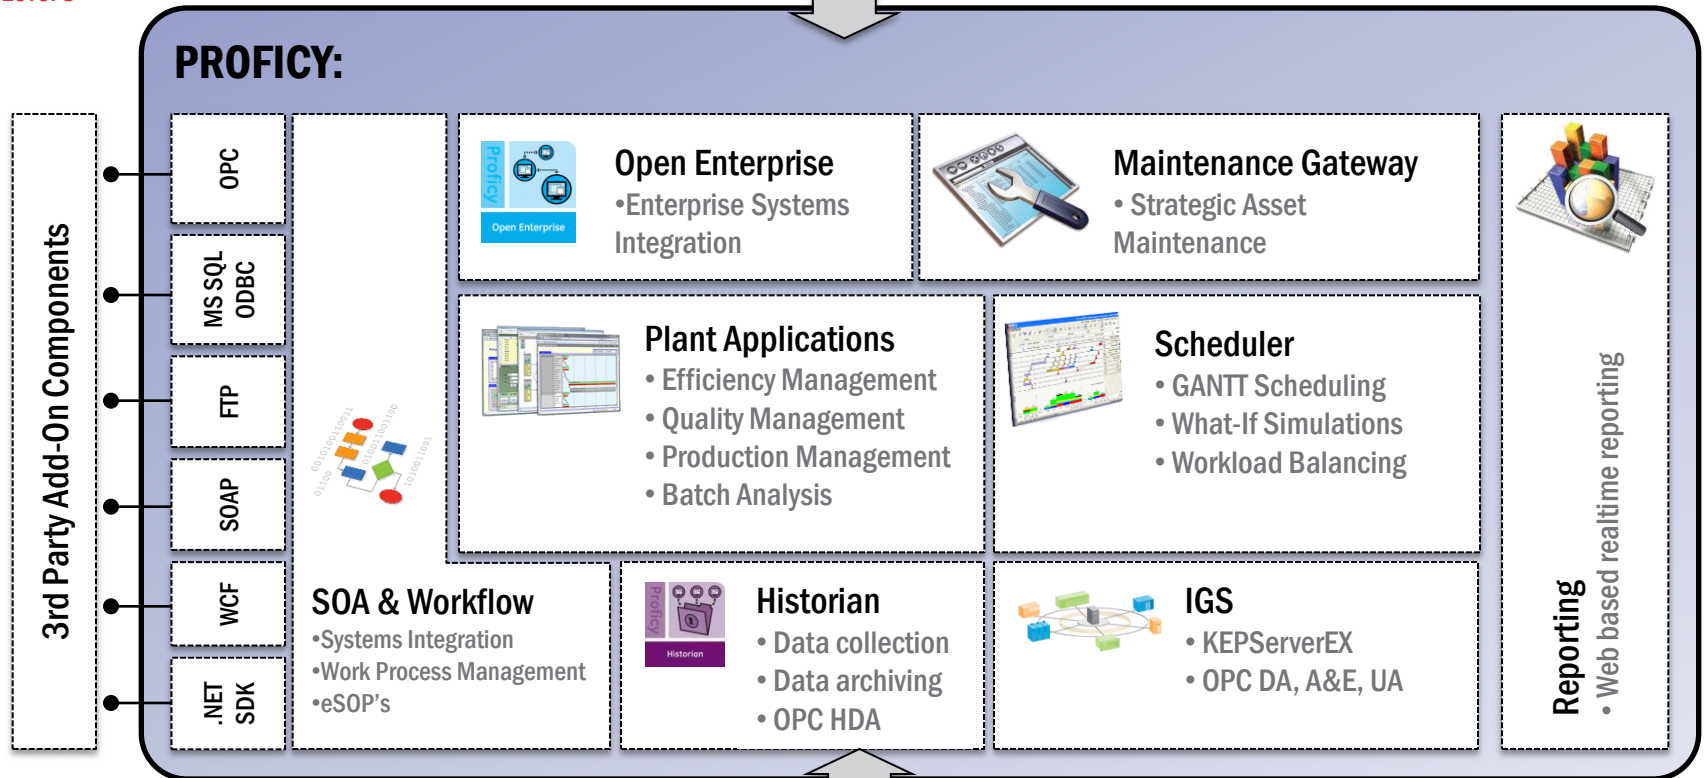 PROFICY:
3rd Party Add-On Components
OPC
MS SQL
ODBC
FTP
SOAP
WCF
.NET
SDK
Proficy
Open Enterprise
Open Enterprise
•Enterprise Systems
Integration
Maintenance Gateway
• Strategic Asset
Maintenance
Plant Applications
• Efficiency Management
• Quality Management
• Production Management
• Batch Analysis
Scheduler
• GANTT Scheduling
• What-If Simulations
• Workload Balancing
SOA & Workflow
•Systems Integration
•Work Process Management
•eSOP's
Proficy
Historian
Historian
• Data collection
• Data archiving
• OPC HDA
IGS
• KEPServerEX
• OPC DA, A&E, UA
Reporting
• Web based realtime reporting